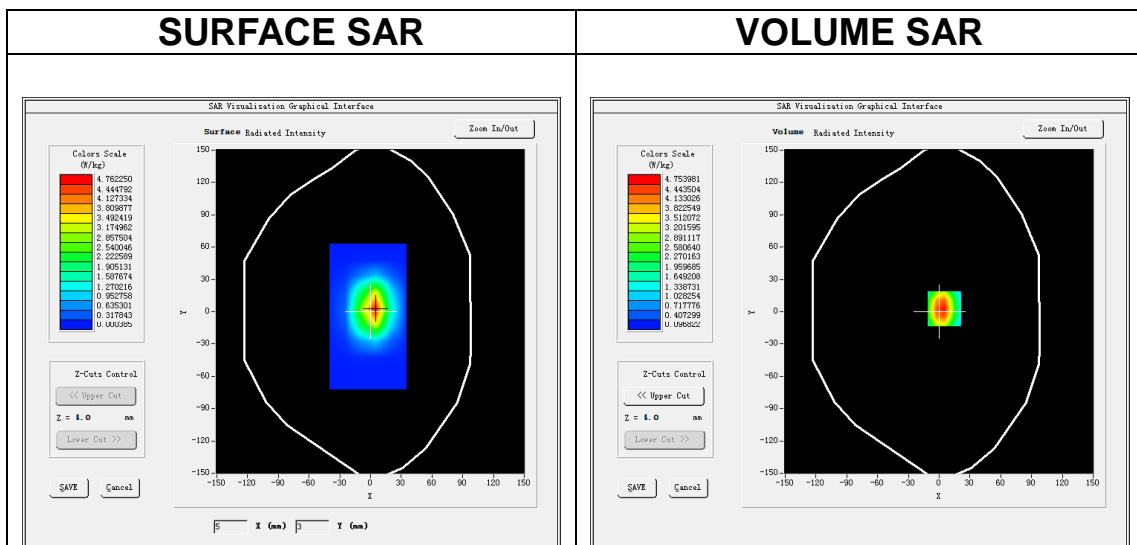 SURFACE SAR
VOLUME SAR
SAR Visualisation Graphical Interface
Surface Radiated Intensity
Zoom In/Out
Colors Scale
(W/kg)
4.762250
4.444792
4.127334
3.809877
3.492419
3.174962
2.857504
2.540046
2.222589
1.905131
1.587674
1.270216
0.952758
0.635301
0.317843
0.000385
150
120
90
60
30
0
-30
-60
-90
-120
-150
Y
-150 -120 -90 -60 -30 0 30 60 90 120 150
X
Z-Cuts Control
<< Upper Cut
Z = 4.0 mm
Lower Cut >>
SAVE Cancel
5 X (mm) 3 Y (mm)
SAR Visualisation Graphical Interface
Volume Radiated Intensity
Zoom In/Out
Colors Scale
(W/kg)
4.753981
4.443504
4.133026
3.822549
3.512072
3.201595
2.891117
2.580640
2.270163
1.959685
1.649208
1.338731
1.028254
0.717776
0.407299
0.096822
150
120
90
60
30
0
-30
-60
-90
-120
-150
Y
-150 -120 -90 -60 -30 0 30 60 90 120 150
X
Z-Cuts Control
<< Upper Cut
Z = 4.0 mm
Lower Cut >>
SAVE Cancel